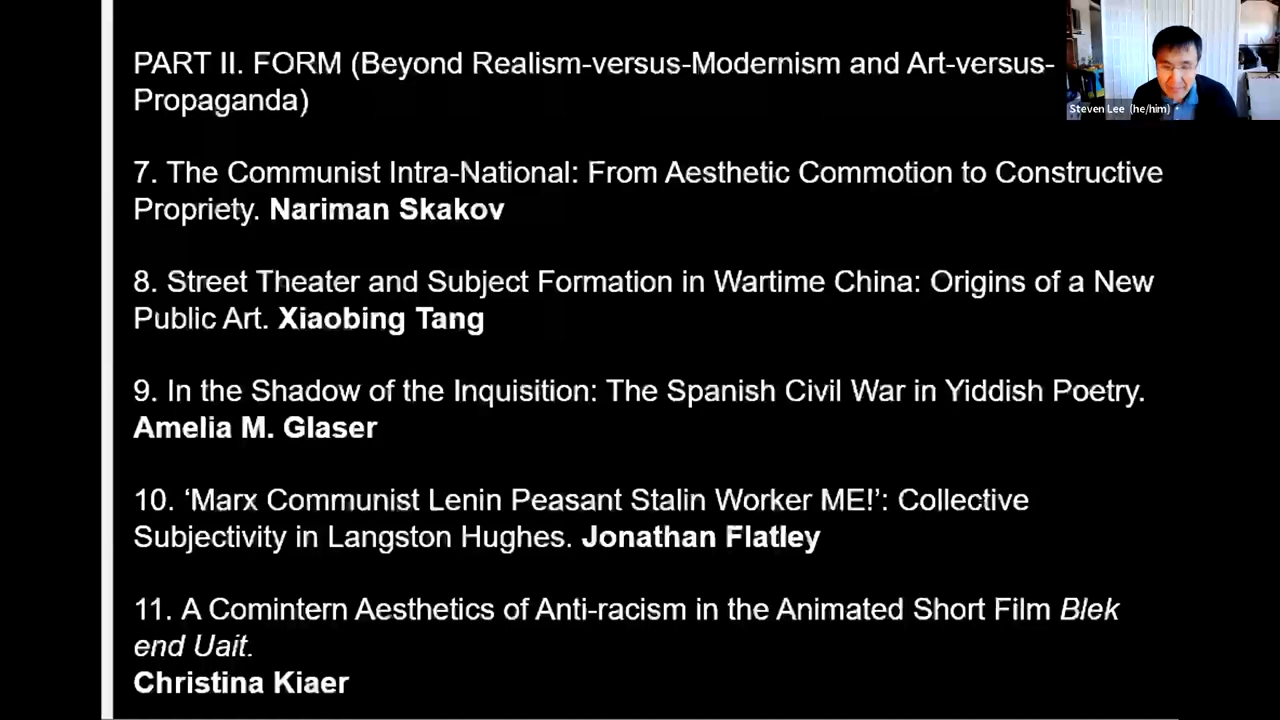 PART II. FORM (Beyond Realism-versus-Modernism and Art-versus-
Propaganda)
7. The Communist Intra-National: From Aesthetic Commotion to Constructive
Propriety. Nariman Skakov
8. Street Theater and Subject Formation in Wartime China: Origins of a New
Public Art. Xiaobing Tang
9. In the Shadow of the Inquisition: The Spanish Civil War in Yiddish Poetry.
Amelia M. Glaser
10. ‘Marx Communist Lenin Peasant Stalin Worker ME!’: Collective
Subjectivity in Langston Hughes. Jonathan Flatley
11. A Comintern Aesthetics of Anti-racism in the Animated Short Film Blek
end Uait.
Christina Kiaer
Steven Lee (he/him)